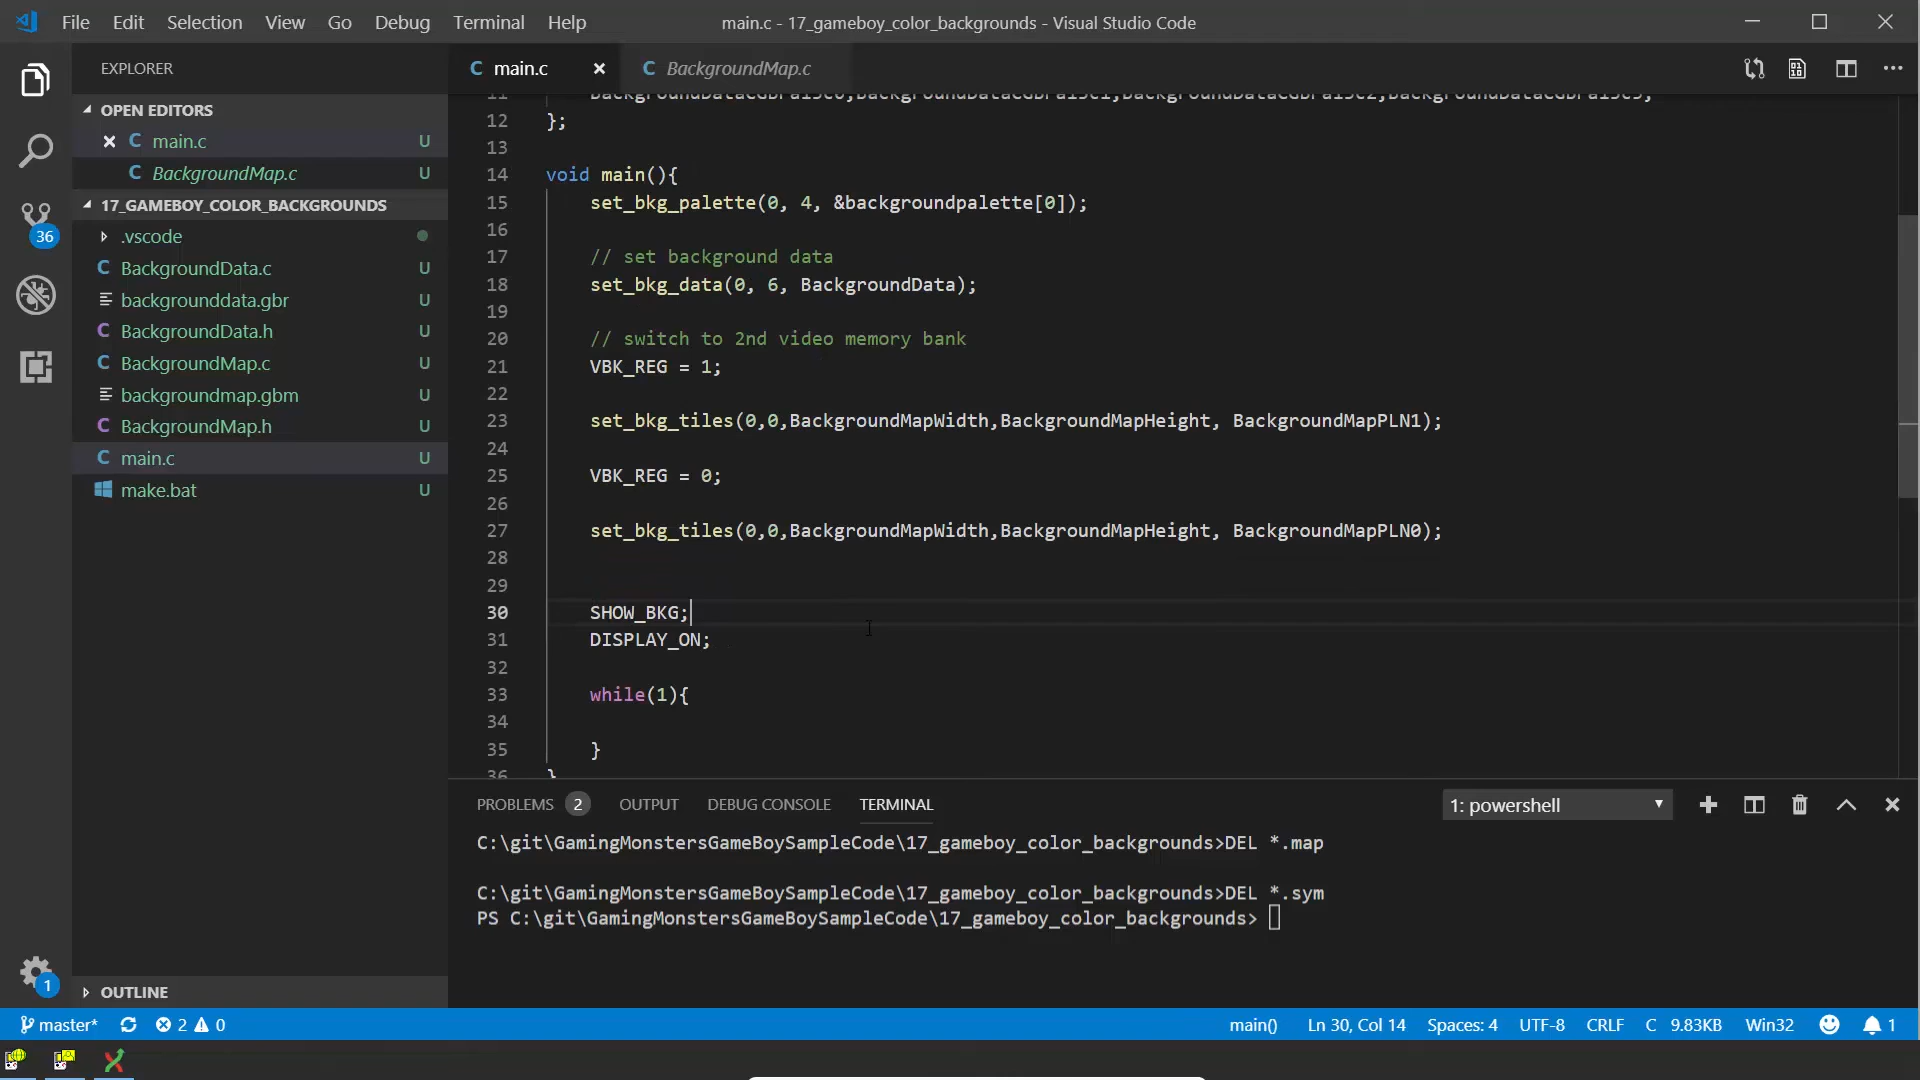 File Edit Selection View Go Debug Terminal Help
main.c - 17_gameboy_color_backgrounds - Visual Studio Code
EXPLORER
OPEN EDITORS
C main.c U
C BackgroundMap.c U
17_GAMEBOY_COLOR_BACKGROUNDS
36
.vscode
C BackgroundData.c U
backgrounddata.gbr U
C BackgroundData.h U
C BackgroundMap.c U
backgroundmap.gbm U
C BackgroundMap.h U
C main.c U
make.bat U
1
OUTLINE
C main.c
C BackgroundMap.c
12 };
13
14 void main(){
15 set_bkg_palette(0, 4, &backgroundpalette[0]);
16
17 // set background data
18 set_bkg_data(0, 6, BackgroundData);
19
20 // switch to 2nd video memory bank
21 VBK_REG = 1;
22
23 set_bkg_tiles(0,0,BackgroundMapWidth,BackgroundMapHeight, BackgroundMapPLN1);
24
25 VBK_REG = 0;
26
27 set_bkg_tiles(0,0,BackgroundMapWidth,BackgroundMapHeight, BackgroundMapPLN0);
28
29
30 SHOW_BKG;
31 DISPLAY_ON;
32
33 while(1){
34
35 }
36 }
PROBLEMS 2 OUTPUT DEBUG CONSOLE TERMINAL
1: powershell
C:\git\GamingMonstersGameBoySampleCode\17_gameboy_color_backgrounds>DEL *.map
C:\git\GamingMonstersGameBoySampleCode\17_gameboy_color_backgrounds>DEL *.sym
PS C:\git\GamingMonstersGameBoySampleCode\17_gameboy_color_backgrounds>
master* 2 0
main() Ln 30, Col 14 Spaces: 4 UTF-8 CRLF C 9.83KB Win32 1